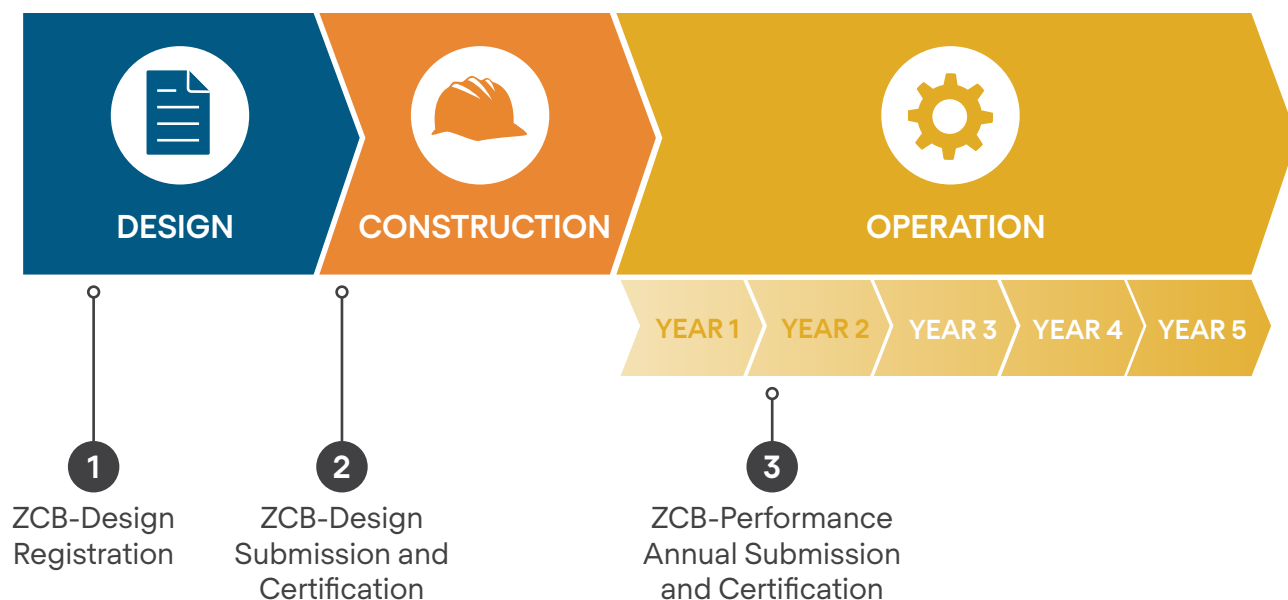 DESIGN
CONSTRUCTION
OPERATION
YEAR 1
YEAR 2
YEAR 3
YEAR 4
YEAR 5
1
ZCB-Design
Registration
2
ZCB-Design
Submission and
Certification
3
ZCB-Performance
Annual Submission
and Certification